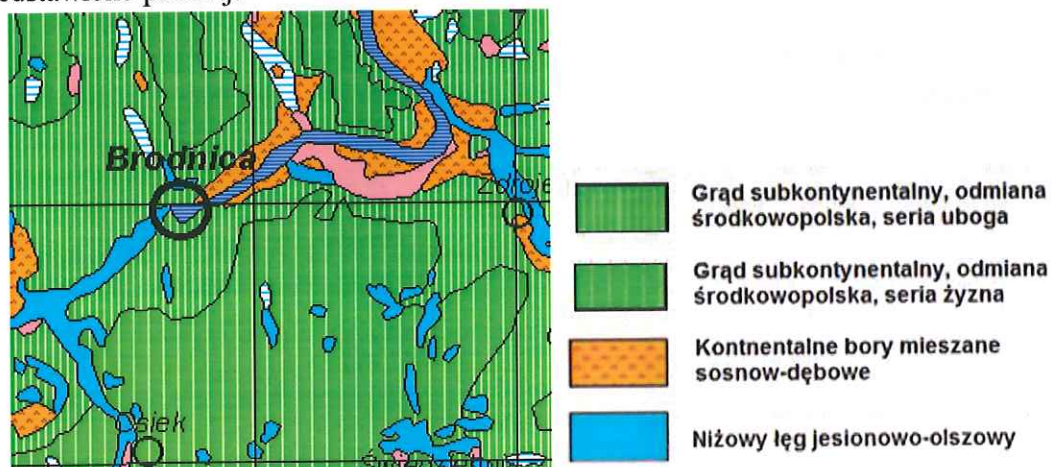 Brodnica
Osiek
Grąd subkontynentalny, odmiana
środkowopolska, seria uboga
Grąd subkontynentalny, odmiana
środkowopolska, seria żyzna
Kontnentalne bory mieszane
sosnow-dębowe
Niżowy łęg jesionowo-olszowy